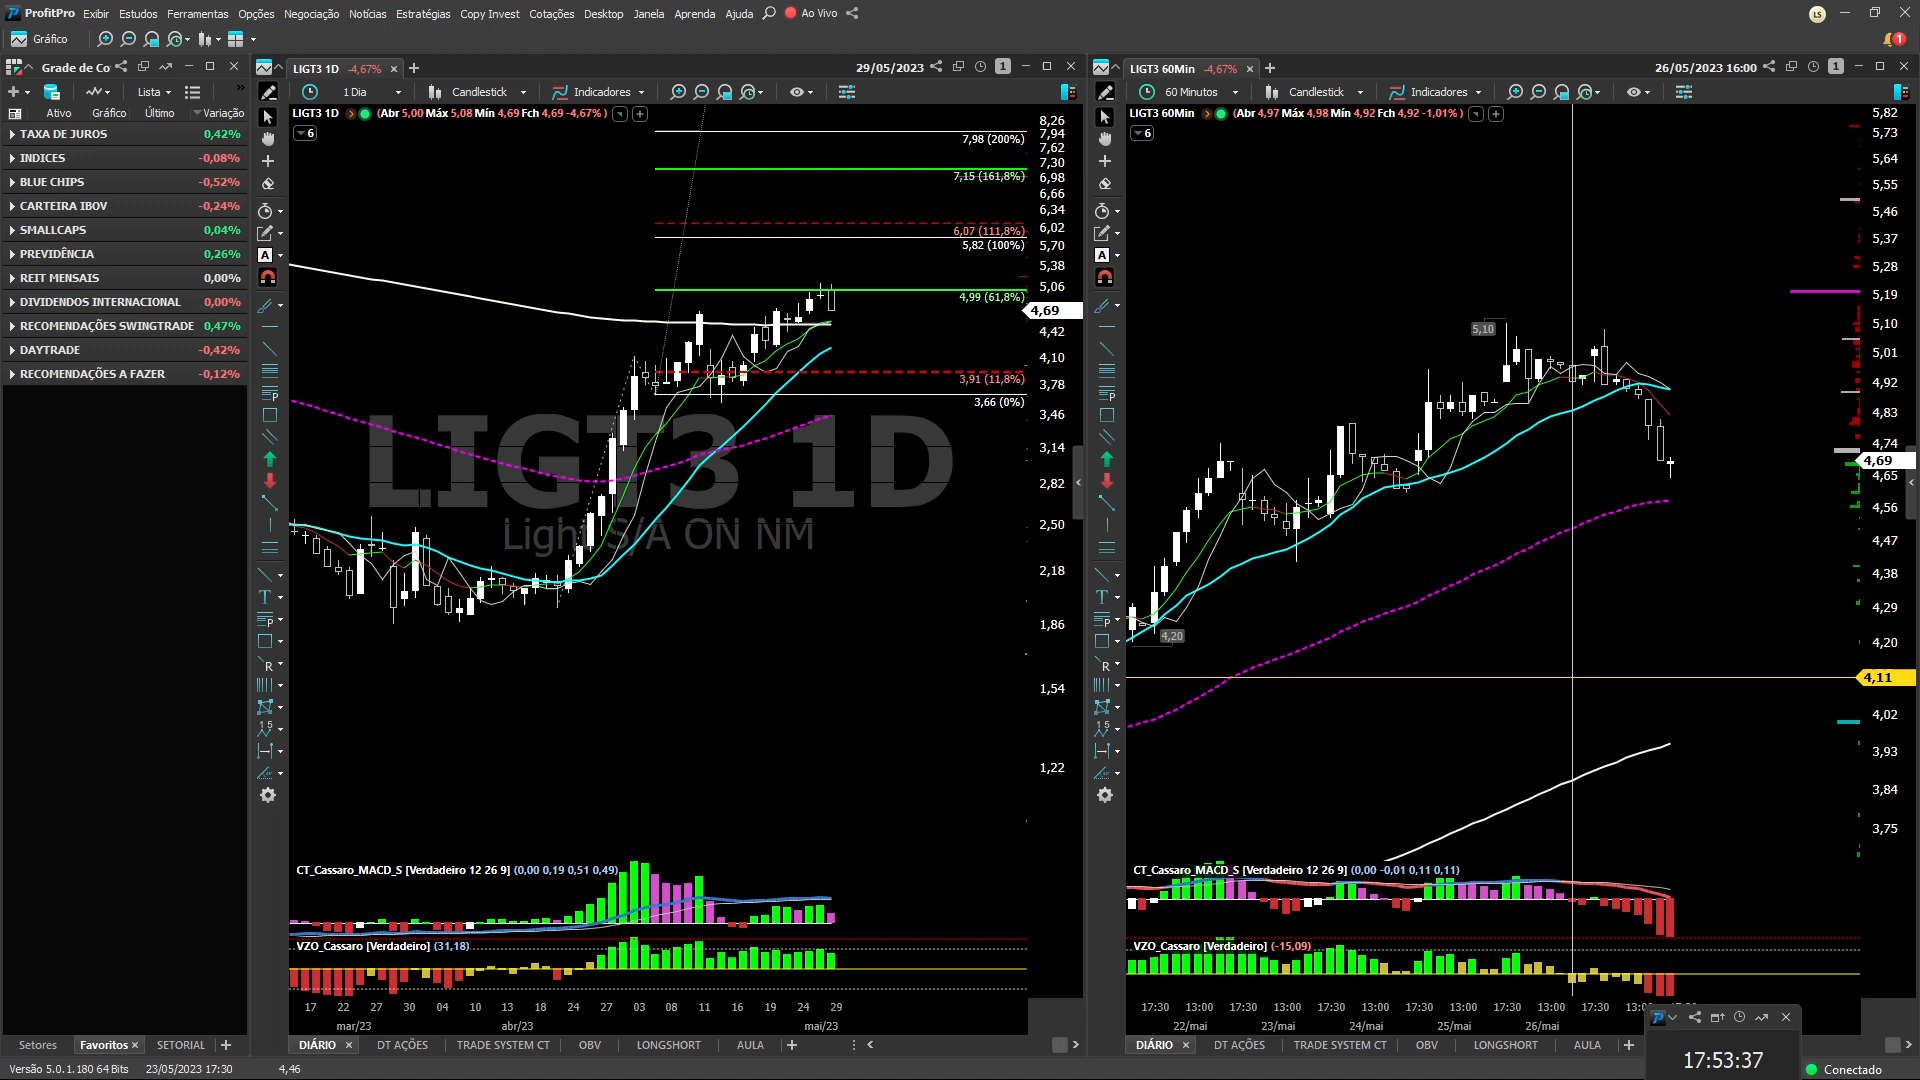 ProfitPro Exibir Estudos Ferramentas Opções Negociação Notícias Estratégias Copy Invest Cotações Desktop Janela Aprenda Ajuda Ao Vivo LS
Gráfico 1
Grade de Co
Lista
Ativo Gráfico Último Variação
TAXA DE JUROS 0,42%
INDICES -0,08%
BLUE CHIPS -0,52%
CARTEIRA IBOV -0,24%
SMALLCAPS 0,04%
PREVIDÊNCIA 0,26%
REIT MENSAIS 0,00%
DIVIDENDOS INTERNACIONAL 0,00%
RECOMENDAÇÕES SWINGTRADE 0,47%
DAYTRADE -0,42%
RECOMENDAÇÕES A FAZER -0,12%
Setores Favoritos SETORIAL
LIGT3 1D -4,67% 29/05/2023 1
1 Dia Candlestick Indicadores
LIGT3 1D (Abr 5,00 Máx 5,08 Mín 4,69 Fch 4,69 -4,67% )
6
7,98 (200%)
7,15 (161,8%)
6,07 (111,8%)
5,82 (100%)
4,99 (61,8%)
3,91 (11,8%)
3,66 (0%)
LIGT3 1D
Light S/A ON NM
8,26
7,94
7,62
7,30
6,98
6,66
6,34
6,02
5,70
5,38
5,06
4,69
4,42
4,10
3,78
3,46
3,14
2,82
2,50
2,18
1,86
1,54
1,22
CT_Cassaro_MACD_S [Verdadeiro 12 26 9] (0,00 0,19 0,51 0,49)
VZO_Cassaro [Verdadeiro] (31,18)
17 22 27 30 04 10 13 18 24 27 03 08 11 16 19 24 29
mar/23 abr/23 mai/23
DIÁRIO DT AÇÕES TRADE SYSTEM CT OBV LONGSHORT AULA
LIGT3 60Min -4,67% 26/05/2023 16:00 1
60 Minutos Candlestick Indicadores
LIGT3 60Min (Abr 4,97 Máx 4,98 Mín 4,92 Fch 4,92 -1,01% )
6
5,10
4,20
5,82
5,73
5,64
5,55
5,46
5,37
5,28
5,19
5,10
5,01
4,92
4,83
4,74
4,69
4,65
4,56
4,47
4,38
4,29
4,20
4,11
4,02
3,93
3,84
3,75
CT_Cassaro_MACD_S [Verdadeiro 12 26 9] (0,00 -0,01 0,11 0,11)
VZO_Cassaro [Verdadeiro] (-15,09)
17:30 13:00 17:30 13:00 17:30 13:00 17:30 13:00 17:30 13:00 17:30
22/mai 23/mai 24/mai 25/mai 26/mai
DIÁRIO DT AÇÕES TRADE SYSTEM CT OBV LONGSHORT AULA
17:53:37
Versão 5.0.1.180 64 Bits 23/05/2023 17:30 4,46 Conectado